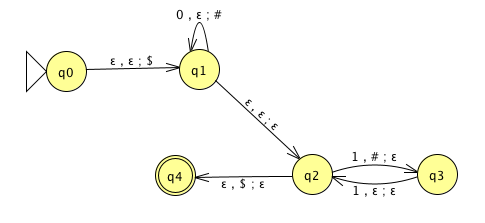 0 , ε ; #
q0
ε , ε ; $
q1
ε , ε ; ε
q4
ε , $ ; ε
q2
1 , # ; ε
1 , ε ; ε
q3